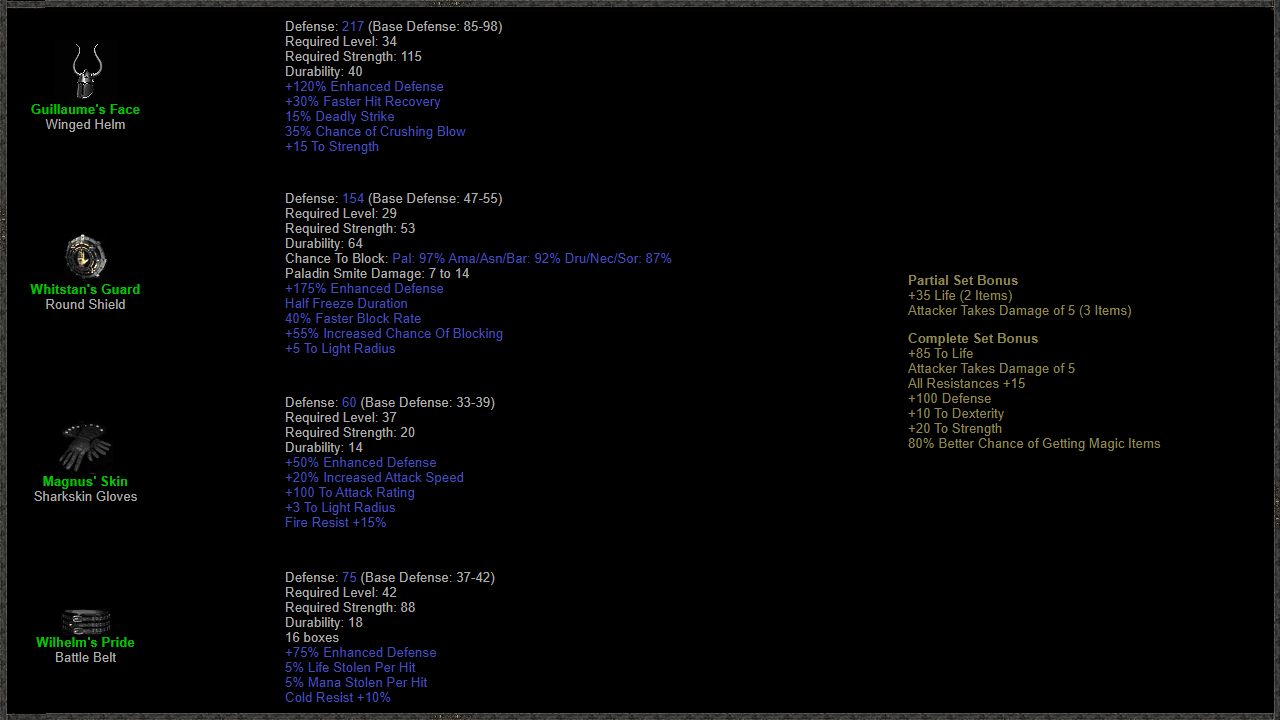 Guillaume's Face
Winged Helm
Defense: 217 (Base Defense: 85-98)
Required Level: 34
Required Strength: 115
Durability: 40
+120% Enhanced Defense
+30% Faster Hit Recovery
15% Deadly Strike
35% Chance of Crushing Blow
+15 To Strength
Whitstan's Guard
Round Shield
Defense: 154 (Base Defense: 47-55)
Required Level: 29
Required Strength: 53
Durability: 64
Chance To Block: Pal: 97% Ama/Asn/Bar: 92% Dru/Nec/Sor: 87%
Paladin Smite Damage: 7 to 14
+175% Enhanced Defense
Half Freeze Duration
40% Faster Block Rate
+55% Increased Chance Of Blocking
+5 To Light Radius
Magnus' Skin
Sharkskin Gloves
Defense: 60 (Base Defense: 33-39)
Required Level: 37
Required Strength: 20
Durability: 14
+50% Enhanced Defense
+20% Increased Attack Speed
+100 To Attack Rating
+3 To Light Radius
Fire Resist +15%
Wilhelm's Pride
Battle Belt
Defense: 75 (Base Defense: 37-42)
Required Level: 42
Required Strength: 88
Durability: 18
16 boxes
+75% Enhanced Defense
5% Life Stolen Per Hit
5% Mana Stolen Per Hit
Cold Resist +10%
Partial Set Bonus
+35 Life (2 Items)
Attacker Takes Damage of 5 (3 Items)
Complete Set Bonus
+85 To Life
Attacker Takes Damage of 5
All Resistances +15
+100 Defense
+10 To Dexterity
+20 To Strength
80% Better Chance of Getting Magic Items